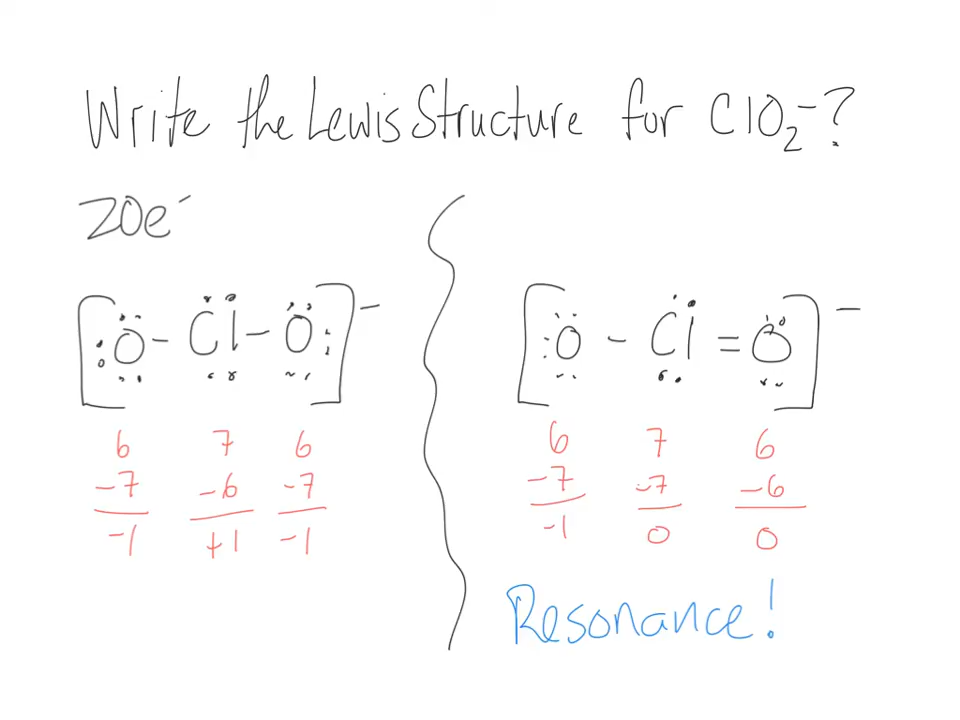 Write the Lewis Structure for ClO₂⁻?
20e⁻
[O - Cl - O]⁻
6 7 6
-7 -6 -7
-1 +1 -1
[O - Cl = O]⁻
6 7 6
-7 -7 -6
-1 0 0
Resonance!